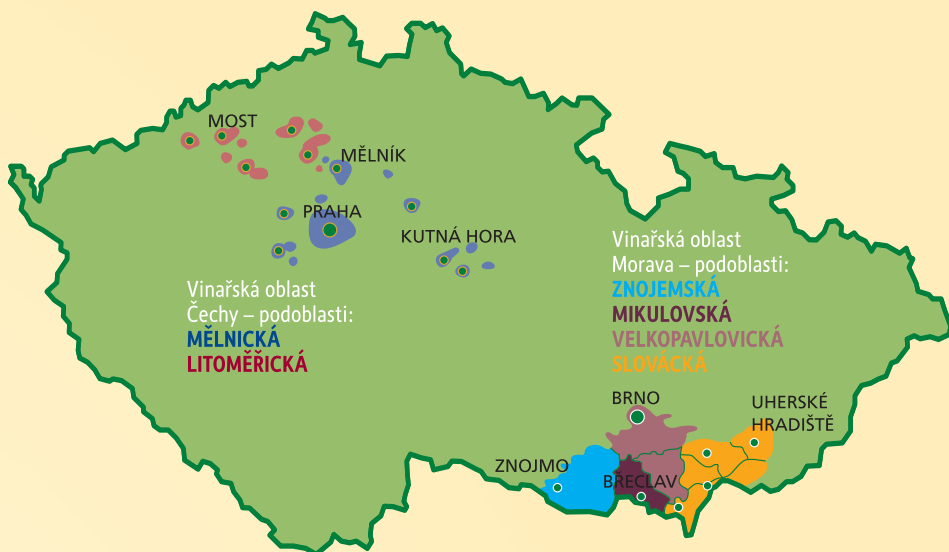 MOST
MĚLNÍK
PRAHA
KUTNÁ HORA
Vinařská oblast
Čechy – podoblasti:
MĚLNICKÁ
LITOMĚŘICKÁ
Vinařská oblast
Morava – podoblasti:
ZNOJEMSKÁ
MIKULOVSKÁ
VELKOPAVLOVICKÁ
SLOVÁCKÁ
BRNO
UHERSKÉ
HRADIŠTĚ
ZNOJMO
BŘECLAV